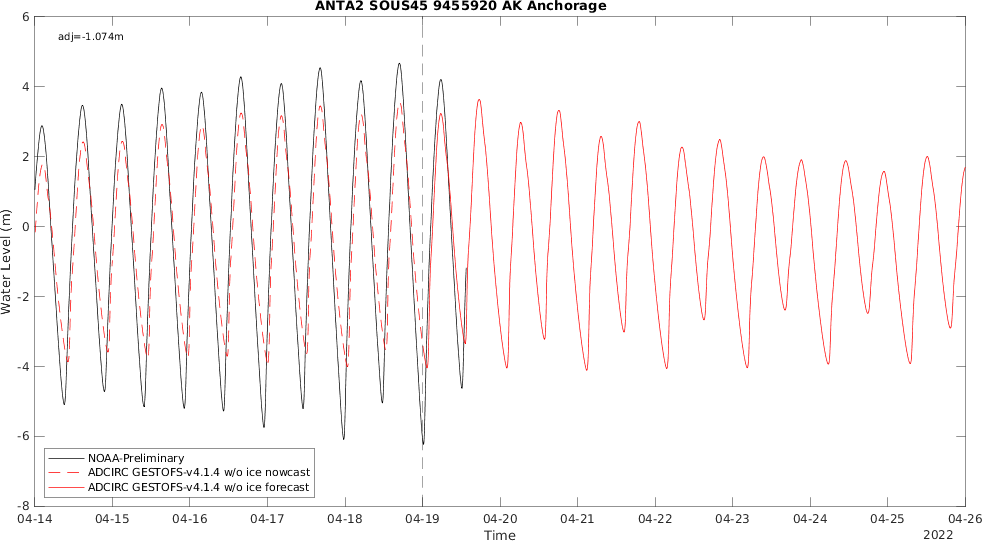 ANTA2 SOUS45 9455920 AK Anchorage
adj=-1.074m
6
4
2
0
-2
-4
-6
-8
Water Level (m)
NOAA-Preliminary
ADCIRC GESTOFS-v4.1.4 w/o ice nowcast
ADCIRC GESTOFS-v4.1.4 w/o ice forecast
04-14 04-15 04-16 04-17 04-18 04-19 04-20 04-21 04-22 04-23 04-24 04-25 04-26
Time
2022